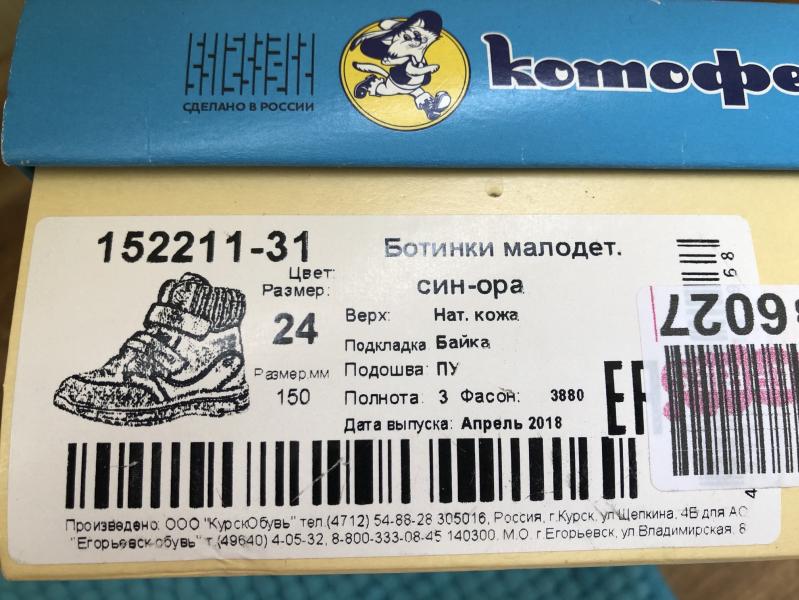 СДЕЛАНО В РОССИИ
котофе
152211-31
Ботинки малодет.
Цвет:
син-ора
Размер:
24
Верх: Нат. кожа
Подкладка Байка
Размер,мм
150
Подошва: ПУ
Полнота: 3 Фасон: 3880
Дата выпуска: Апрель 2018
6027
Произведено: ООО "КурскОбувь" тел.(4712) 54-88-28 305016, Россия, г.Курск, ул.Щепкина, 4Б для АО
"Егорьевск-обувь" т.(49640) 4-05-32, 8-800-333-08-45 140300, М.О. г.Егорьевск, ул Владимирская, 8